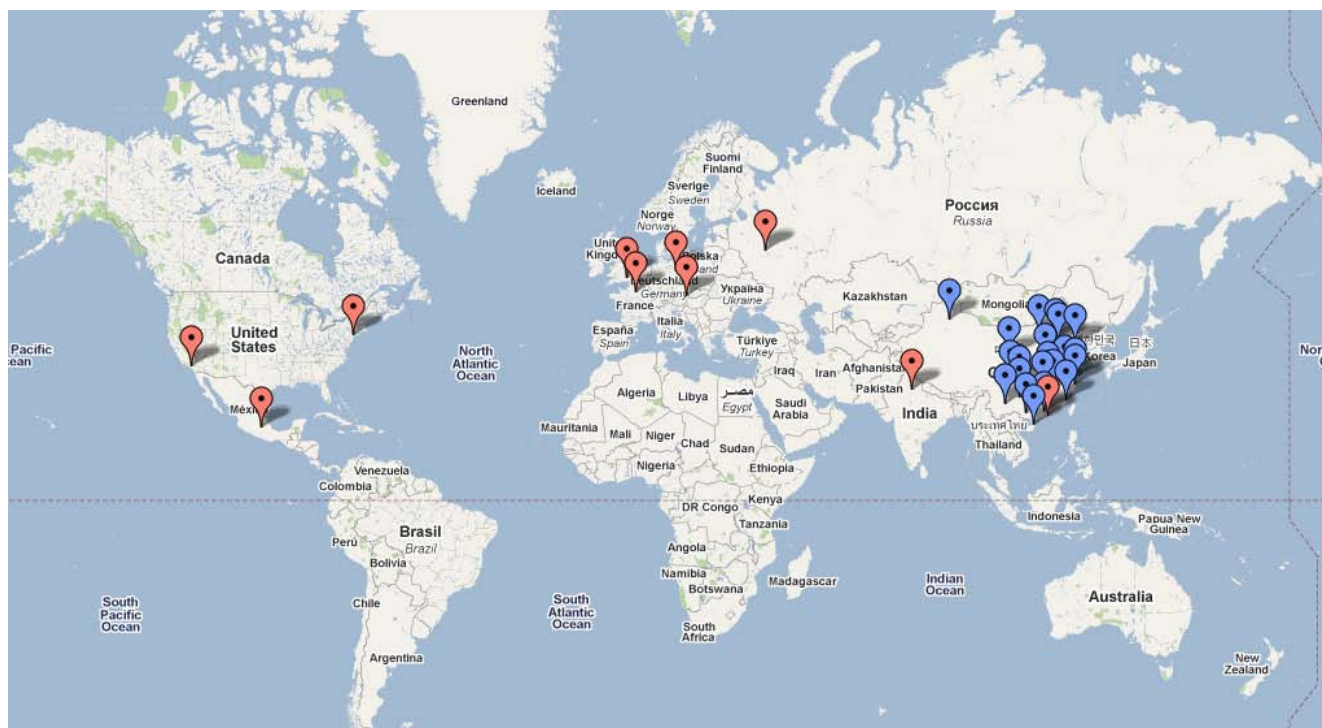 Greenland
Iceland
Suomi
Finland
Sverige
Sweden
Norge
Norway
Россия
Russia
Canada
Polska
Deutschland
Germany
Україна
Ukraine
France
Kazakhstan
Mongolia
United
States
Italia
Italy
España
Spain
Türkiye
Turkey
North
Atlantic
Ocean
日本
Japan
Korea
Iraq
Iran
Afghanistan
Pakistan
Algeria
Libya
مصر
Egypt
Saudi
Arabia
India
México
Mauritania
Mali
Niger
Chad
Sudan
ประเทศไทย
Thailand
Nigeria
Ethiopia
Venezuela
Colombia
Kenya
DR Congo
Tanzania
Indonesia
Papua New
Guinea
Brasil
Brazil
Perú
Bolivia
Angola
Namibia
Botswana
Madagascar
Indian
Ocean
Australia
South
Pacific
Ocean
South
Atlantic
Ocean
Chile
South
Africa
Argentina
New
Zealand